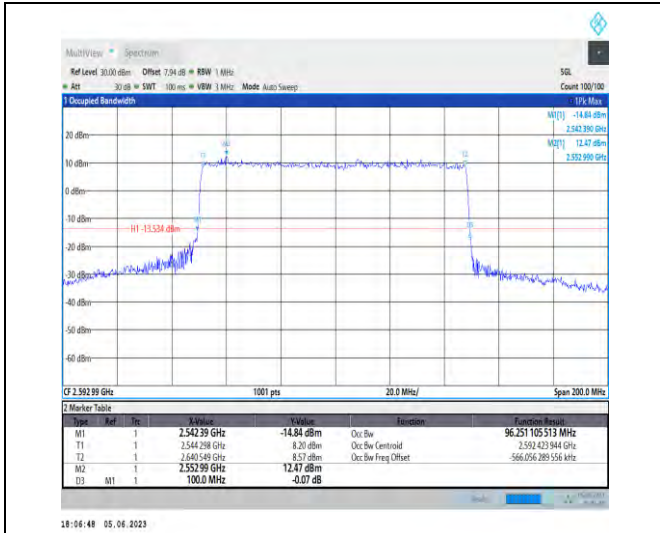 MultiView Spectrum
Ref Level 30.00 dBm Offset 7.94 dB RBW 1 MHz SGL
Att 30 dB SWT 100 ms VBW 3 MHz Mode Auto Sweep Count 100/100
1 Occupied Bandwidth 1Pk Max
M1[1] -14.84 dBm
2.542 390 GHz
M2[1] 12.47 dBm
2.552 990 GHz
20 dBm
M2
T1 T2
10 dBm
0 dBm
-10 dBm
M1
H1 -13.534 dBm
-20 dBm
-30 dBm
-40 dBm
-50 dBm
-60 dBm
CF 2.592 99 GHz 1001 pts 20.0 MHz/ Span 200.0 MHz
2 Marker Table
Type Ref Trc X-Value Y-Value Function Function Result
M1 1 2.542 39 GHz -14.84 dBm Occ Bw 96.251 105 513 MHz
T1 1 2.544 298 GHz 8.20 dBm Occ Bw Centroid 2.592 423 944 GHz
T2 1 2.640 549 GHz 8.57 dBm Occ Bw Freq Offset -566.056 289 556 kHz
M2 1 2.552 99 GHz 12.47 dBm
D3 M1 1 100.0 MHz -0.07 dB
18:06:48 05.06.2023